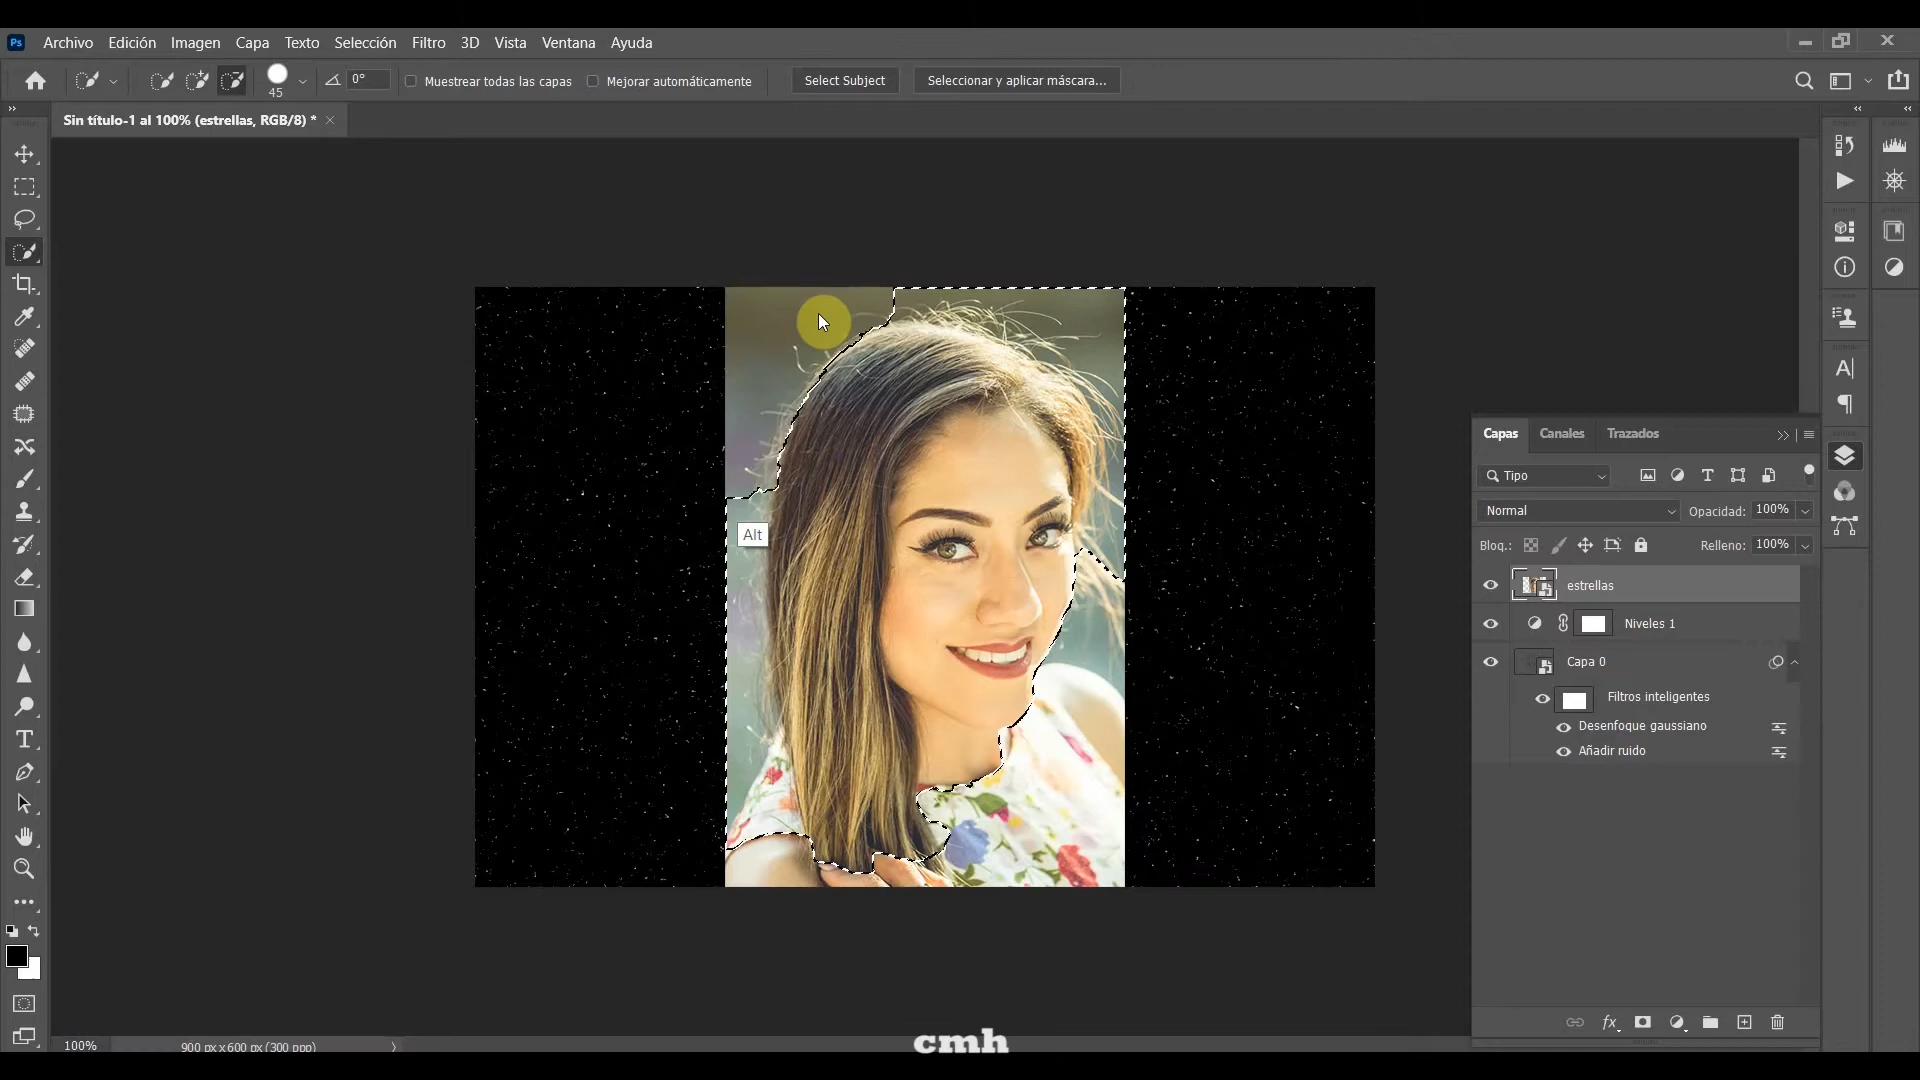 Ps Archivo Edición Imagen Capa Texto Selección Filtro 3D Vista Ventana Ayuda
45 0° Muestrear todas las capas Mejorar automáticamente Select Subject Seleccionar y aplicar máscara...
Sin título-1 al 100% (estrellas, RGB/8) *
Alt
Capas Canales Trazados
Tipo
Normal Opacidad: 100%
Bloq.: Relleno: 100%
estrellas
Niveles 1
Capa 0
Filtros inteligentes
Desenfoque gaussiano
Añadir ruido
fx
100% 900 px x 600 px (300 ppp)
cmh